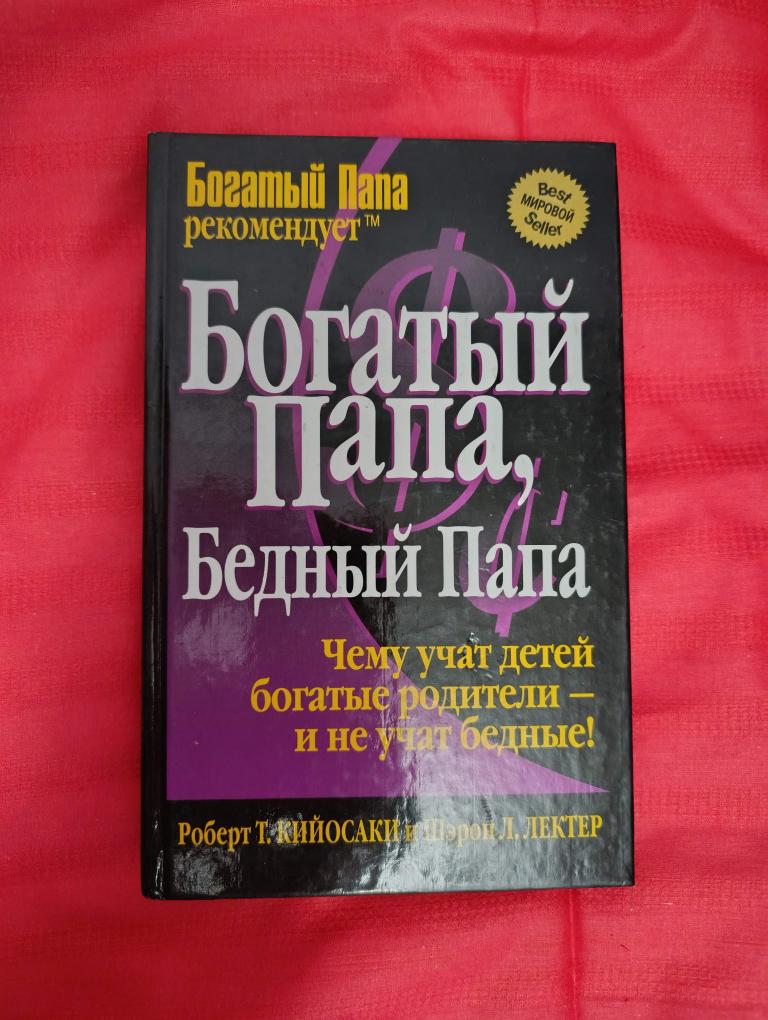 Богатый Папа
рекомендует™
Best
МИРОВОЙ
Seller
Богатый
Папа,
Бедный Папа
Чему учат детей
богатые родители –
и не учат бедные!
Роберт Т. КИЙОСАКИ и Шэрон Л. ЛЕКТЕР